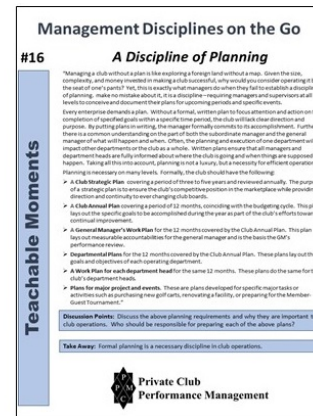 Management Disciplines on the Go
#16
A Discipline of Planning
Teachable Moments
"Managing a club without a plan is like exploring a foreign land without a map. Given the size,
complexity, and money invested in making a club successful, why would you consider operating it
the seat of one's pants? Yet, this is exactly what managers do when they fail to establish a discipli
of planning. make no mistake about it, it is a discipline – requiring managers and supervisors at all
levels to conceive and document their plans for upcoming periods and specific events.
Every enterprise demands a plan. Without a formal, written plan to focus attention and action on
completion of specified goals within a specific time period, the club will lack clear direction and
purpose. By putting plans in writing, the manager formally commits to its accomplishment. Furthe
there is a common understanding on the part of both the subordinate manager and the general
manager of what will happen and when. Often, the planning and execution of one department wil
impact other departments or the club as a whole. Written plans ensure that all managers and
department heads are fully informed about where the club is going and when things are supposed
happen. Taking all this into account, planning is not a luxury, but a necessity for efficient operation
Planning is necessary on many levels. Formally, the club should have the following:
➢ A Club Strategic Plan covering a period of three to five years and reviewed annually. The purp
of a strategic plan is to ensure the club's competitive position in the marketplace while providin
direction and continuity to ever changing club boards.
➢ A Club Annual Plan covering a period of 12 months, coinciding with the budgeting cycle. This pl
lays out the specific goals to be accomplished during the year as part of the club's efforts towar
continual improvement.
➢ A General Manager's Work Plan for the 12 months covered by the Club Annual Plan. This plan
lays out measurable accountabilities for the general manager and is the basis the GM's
performance review.
➢ Departmental Plans for the 12 months covered by the Club Annual Plan. These plans lay out th
goals and objectives of each operating department.
➢ A Work Plan for each department head for the same 12 months. These plans do the same for t
club's department heads.
➢ Plans for major project and events. These are plans developed for specific major tasks or
activities such as purchasing new golf carts, renovating a facility, or preparing for the Member-
Guest Tournament."
Discussion Points: Discuss the above planning requirements and why they are important t
club operations. Who should be responsible for preparing each of the above plans?
Take Away: Formal planning is a necessary discipline in club operations.
Private Club
Performance Management